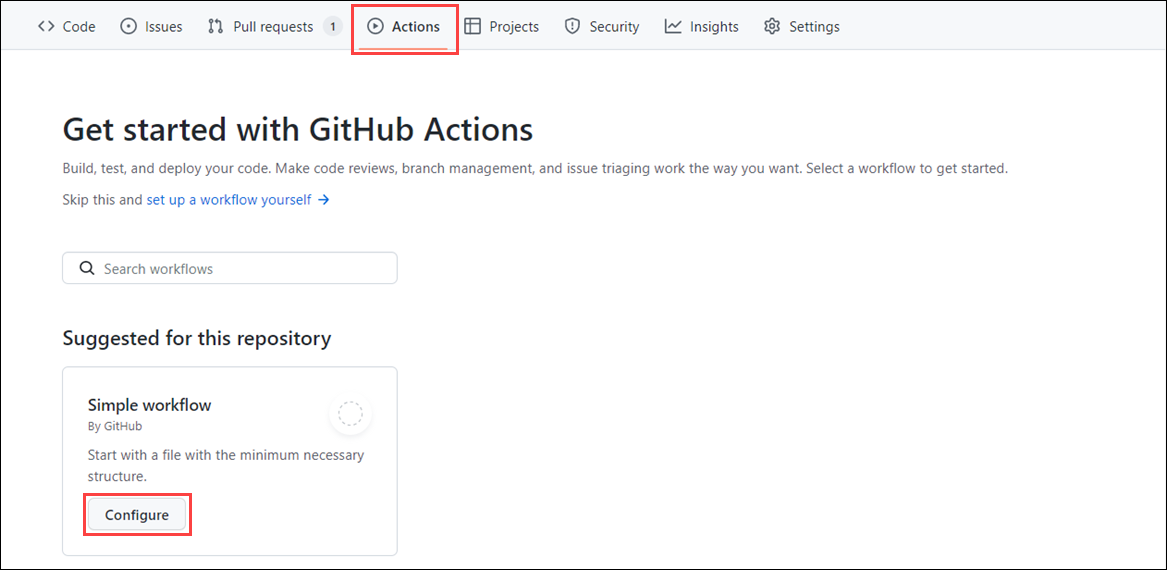 Code Issues Pull requests 1 Actions Projects Security Insights Settings
Get started with GitHub Actions
Build, test, and deploy your code. Make code reviews, branch management, and issue triaging work the way you want. Select a workflow to get started.
Skip this and set up a workflow yourself →
Search workflows
Suggested for this repository
Simple workflow
By GitHub
Start with a file with the minimum necessary
structure.
Configure